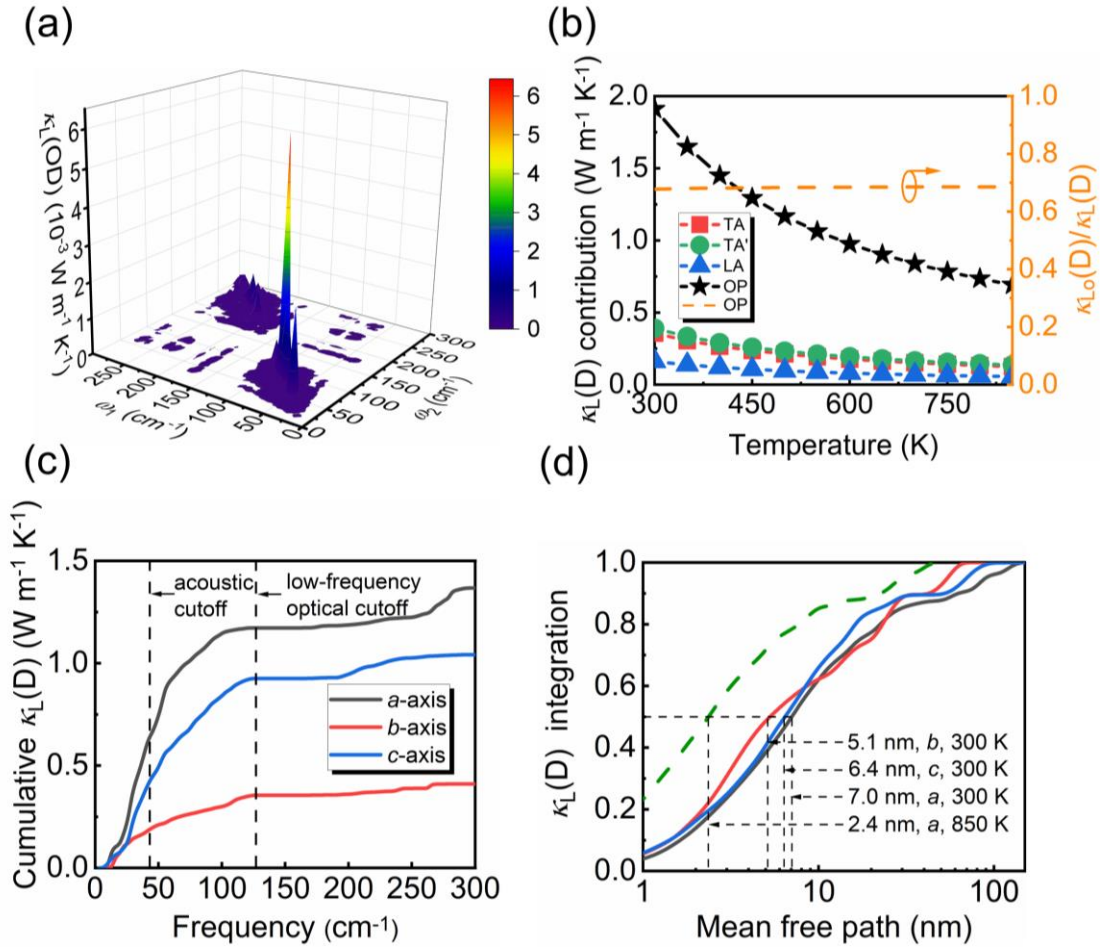 (a)
κL(OD) (10-3 W m-1 K-1)
6
5
4
3
2
1
0
250
200
150
100
50
0
ω1 (cm-1)
0
50
100
150
200
250
300
ω2 (cm-1)
6
5
4
3
2
1
0
(b)
κL(D) contribution (W m-1 K-1)
2.0
1.5
1.0
0.5
0.0
300 450 600 750
Temperature (K)
TA
TA'
LA
OP
OP
1.0
0.8
0.6
0.4
0.2
0.0
κLo(D)/κL(D)
(c)
Cumulative κL(D) (W m-1 K-1)
1.5
1.0
0.5
0.0
0 50 100 150 200 250 300
Frequency (cm-1)
acoustic
cutoff
low-frequency
optical cutoff
a-axis
b-axis
c-axis
(d)
κL(D) integration
1.0
0.8
0.6
0.4
0.2
0.0
1 10 100
Mean free path (nm)
5.1 nm, b, 300 K
6.4 nm, c, 300 K
7.0 nm, a, 300 K
2.4 nm, a, 850 K